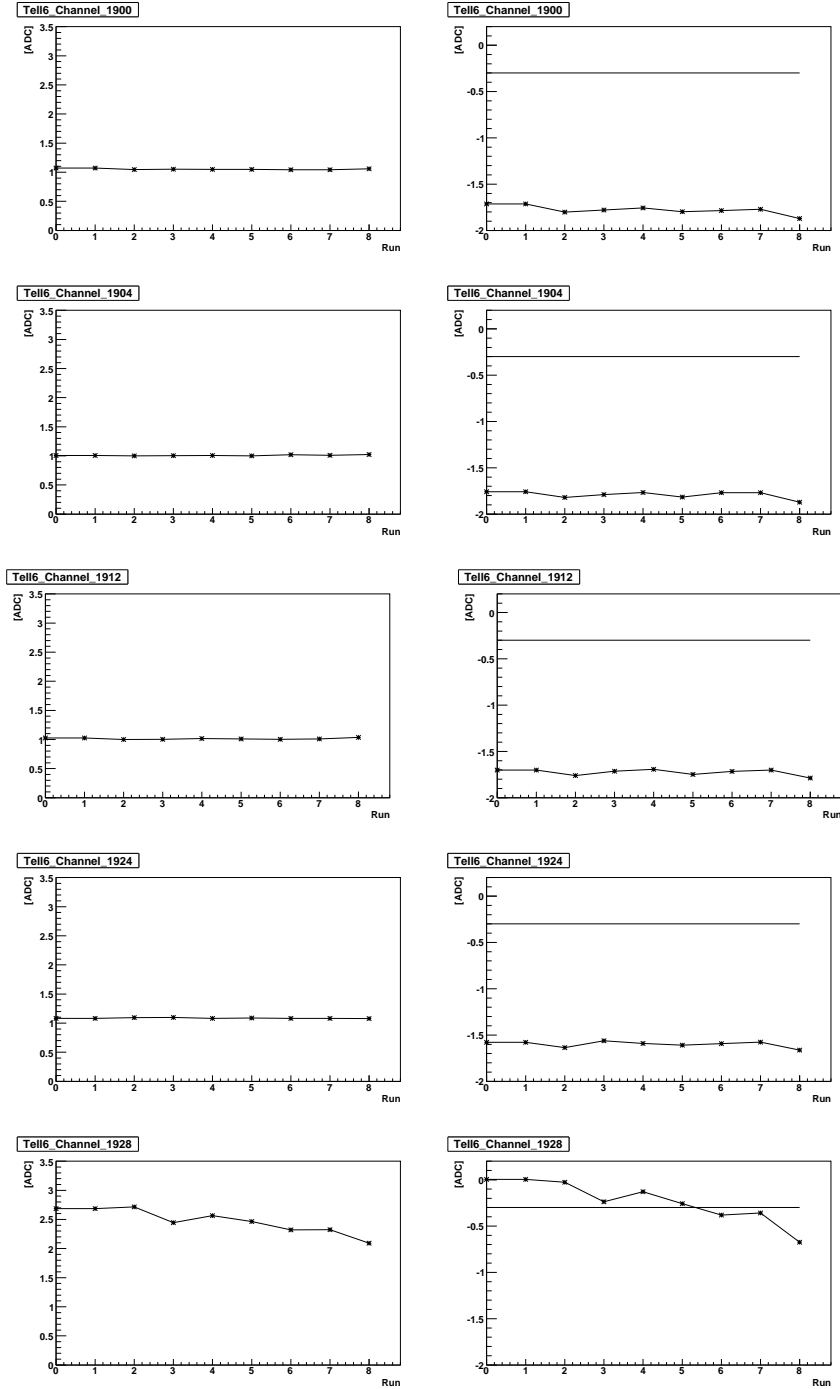 Tell6_Channel_1900 Tell6_Channel_1900
[ADC] 3.5 [ADC] 0
3 -0.5
2.5
2 -1
1.5
1 -1.5
0.5
0 -2
0 1 2 3 4 5 6 7 8 0 1 2 3 4 5 6 7 8
Run Run
Tell6_Channel_1904 Tell6_Channel_1904
[ADC] 3.5 [ADC] 0
3 -0.5
2.5
2 -1
1.5
1 -1.5
0.5
0 -2
0 1 2 3 4 5 6 7 8 0 1 2 3 4 5 6 7 8
Run Run
Tell6_Channel_1912 Tell6_Channel_1912
[ADC] 3.5 [ADC] 0
3 -0.5
2.5
2 -1
1.5
1 -1.5
0.5
0 -2
0 1 2 3 4 5 6 7 8 0 1 2 3 4 5 6 7 8
Run Run
Tell6_Channel_1924 Tell6_Channel_1924
[ADC] 3.5 [ADC] 0
3 -0.5
2.5
2 -1
1.5
1 -1.5
0.5
0 -2
0 1 2 3 4 5 6 7 8 0 1 2 3 4 5 6 7 8
Run Run
Tell6_Channel_1928 Tell6_Channel_1928
[ADC] 3.5 [ADC] 0
3 -0.5
2.5
2 -1
1.5
1 -1.5
0.5
0 -2
0 1 2 3 4 5 6 7 8 0 1 2 3 4 5 6 7 8
Run Run